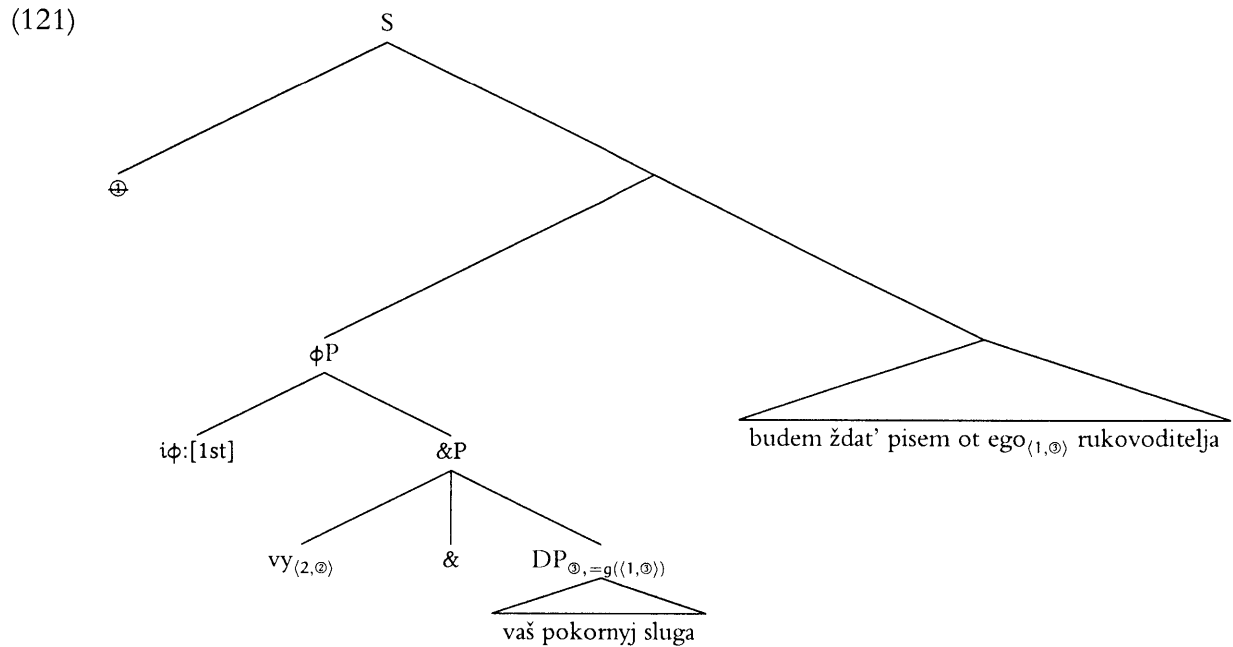 (121)
S
①
ϕP
iϕ:[1st]
&P
budem ždat’ pisem ot ego⟨1,③⟩ rukovoditelja
vy⟨2,②⟩
&
DP③,=g(⟨1,③⟩)
vaš pokornyj sluga